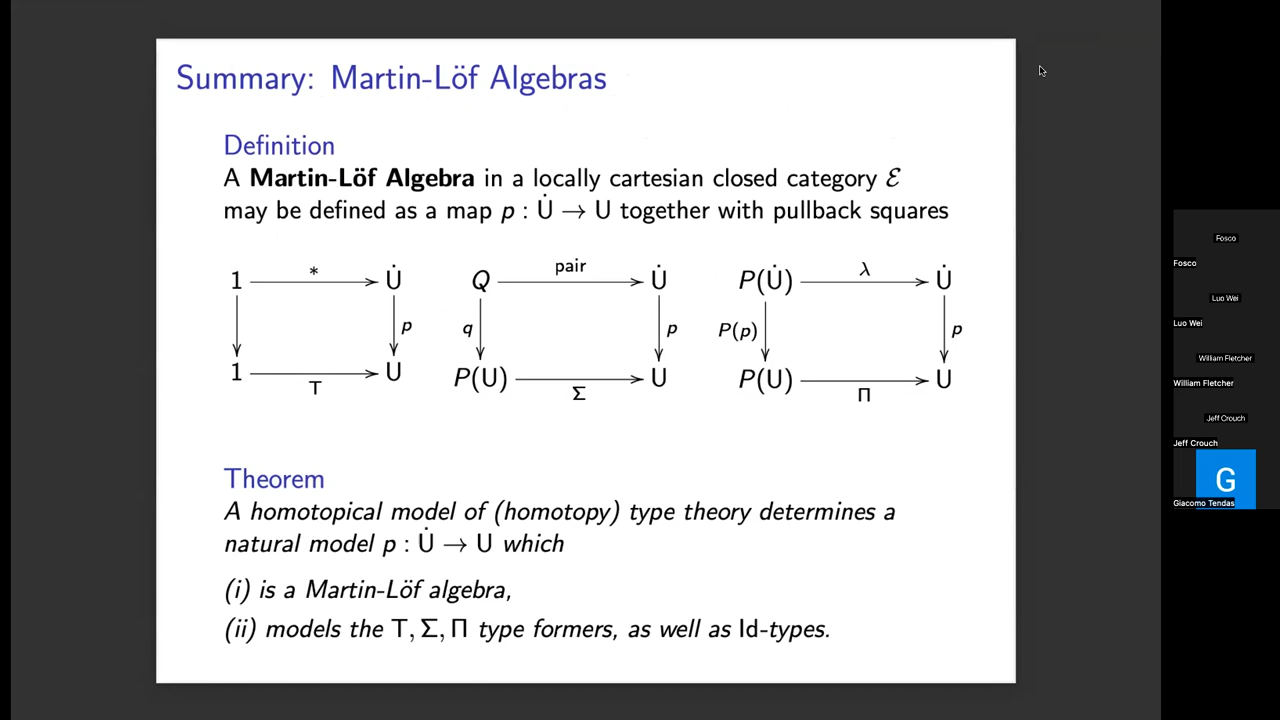 Summary: Martin-Löf Algebras
Definition
A Martin-Löf Algebra in a locally cartesian closed category ℰ
may be defined as a map p : U̇ → U together with pullback squares
1 * U̇ Q pair U̇ P(U̇) λ U̇
p q p P(p) p
1 T U P(U) Σ U P(U) Π U
Theorem
A homotopical model of (homotopy) type theory determines a
natural model p : U̇ → U which
(i) is a Martin-Löf algebra,
(ii) models the T, Σ, Π type formers, as well as Id-types.
Fosco
Fosco
Luo Wei
Luo Wei
William Fletcher
William Fletcher
Jeff Crouch
Jeff Crouch
G
Giacomo Tendas